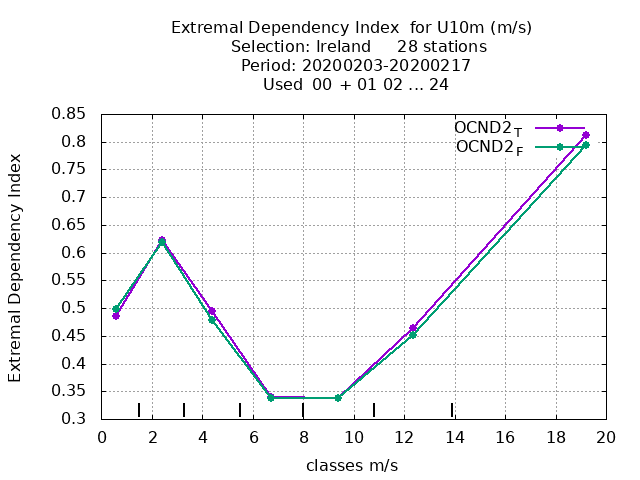 Extremal Dependency Index  for U10m (m/s)
Selection: Ireland     28 stations
Period: 20200203-20200217
Used  00 + 01 02 ... 24
OCND2T
OCND2F
Extremal Dependency Index
0.85
0.8
0.75
0.7
0.65
0.6
0.55
0.5
0.45
0.4
0.35
0.3
0 2 4 6 8 10 12 14 16 18 20
classes m/s